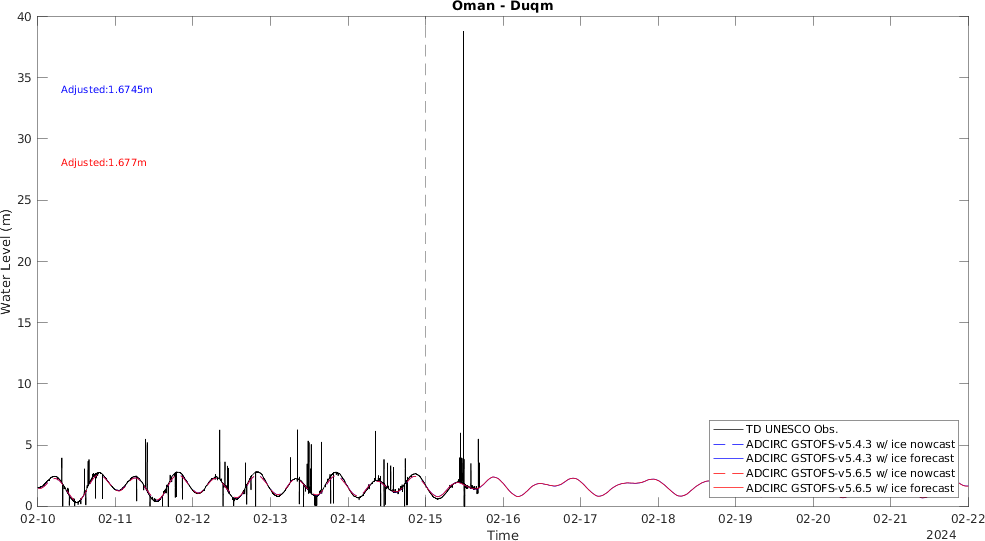 Oman - Duqm
40
35
30
25
20
15
10
5
0
Water Level (m)
Adjusted:1.6745m
Adjusted:1.677m
TD UNESCO Obs.
ADCIRC GSTOFS-v5.4.3 w/ ice nowcast
ADCIRC GSTOFS-v5.4.3 w/ ice forecast
ADCIRC GSTOFS-v5.6.5 w/ ice nowcast
ADCIRC GSTOFS-v5.6.5 w/ ice forecast
02-10 02-11 02-12 02-13 02-14 02-15 02-16 02-17 02-18 02-19 02-20 02-21 02-22
Time
2024